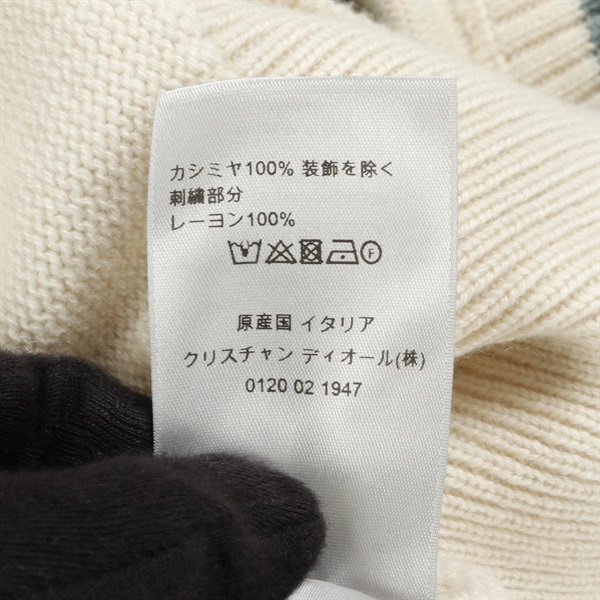 カシミヤ100% 装飾を除く
刺繍部分
レーヨン100%
F
原産国 イタリア
クリスチャン ディオール(株)
0120 02 1947